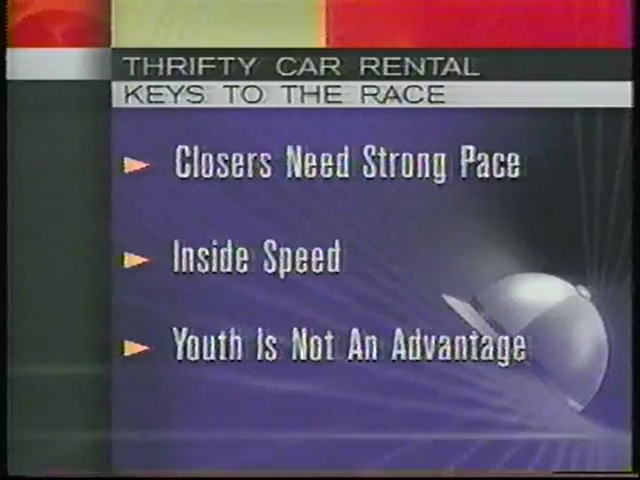 THRIFTY CAR RENTAL
KEYS TO THE RACE
Closers Need Strong Pace
Inside Speed
Youth Is Not An Advantage